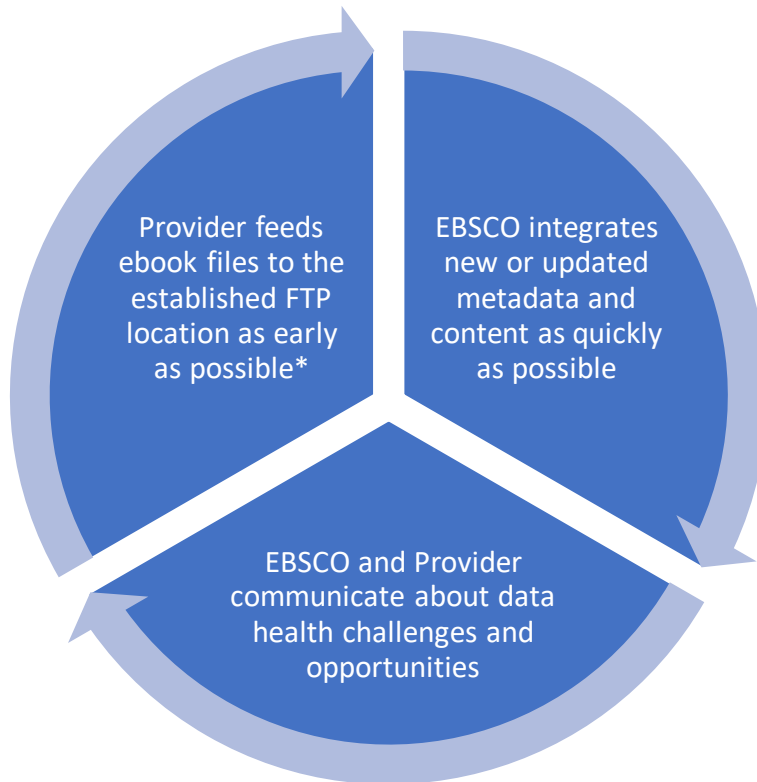 Provider feeds
ebook files to the
established FTP
location as early
as possible*
EBSCO integrates
new or updated
metadata and
content as quickly
as possible
EBSCO and Provider
communicate about data
health challenges and
opportunities